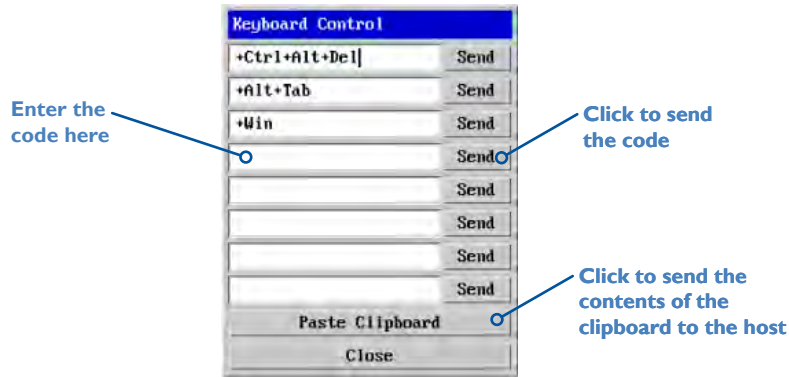 Keyboard Control
+Ctrl+Alt+Del Send
+Alt+Tab Send
+Win Send
Enter the
code here
Click to send
the code
Send
Send
Send
Send
Send
Click to send the
contents of the
clipboard to the host
Paste Clipboard
Close